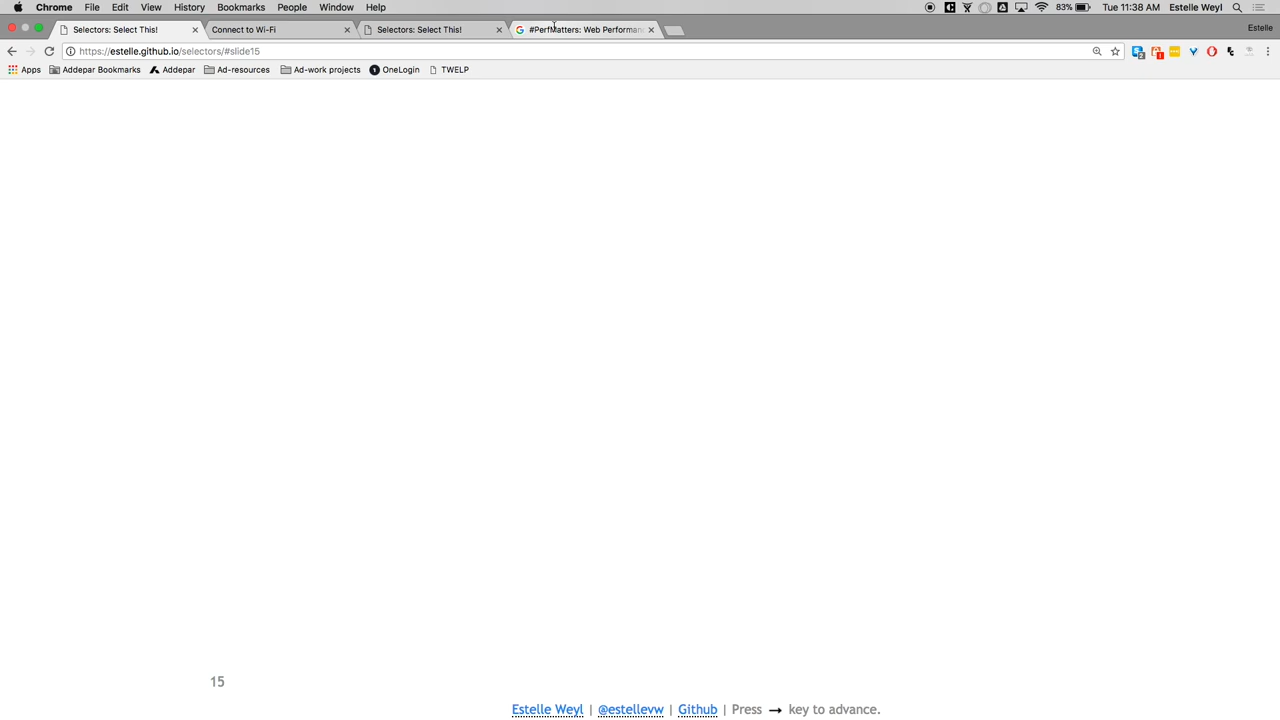 Chrome File Edit View History Bookmarks People Window Help 83% Tue 11:38 AM Estelle Weyl
Selectors: Select This! Connect to Wi-Fi Selectors: Select This! #PerfMatters: Web Performan Estelle
https://estelle.github.io/selectors/#slide15
Apps Addepar Bookmarks Addepar Ad-resources Ad-work projects OneLogin TWELP
15
Estelle Weyl | @estellevw | Github | Press → key to advance.